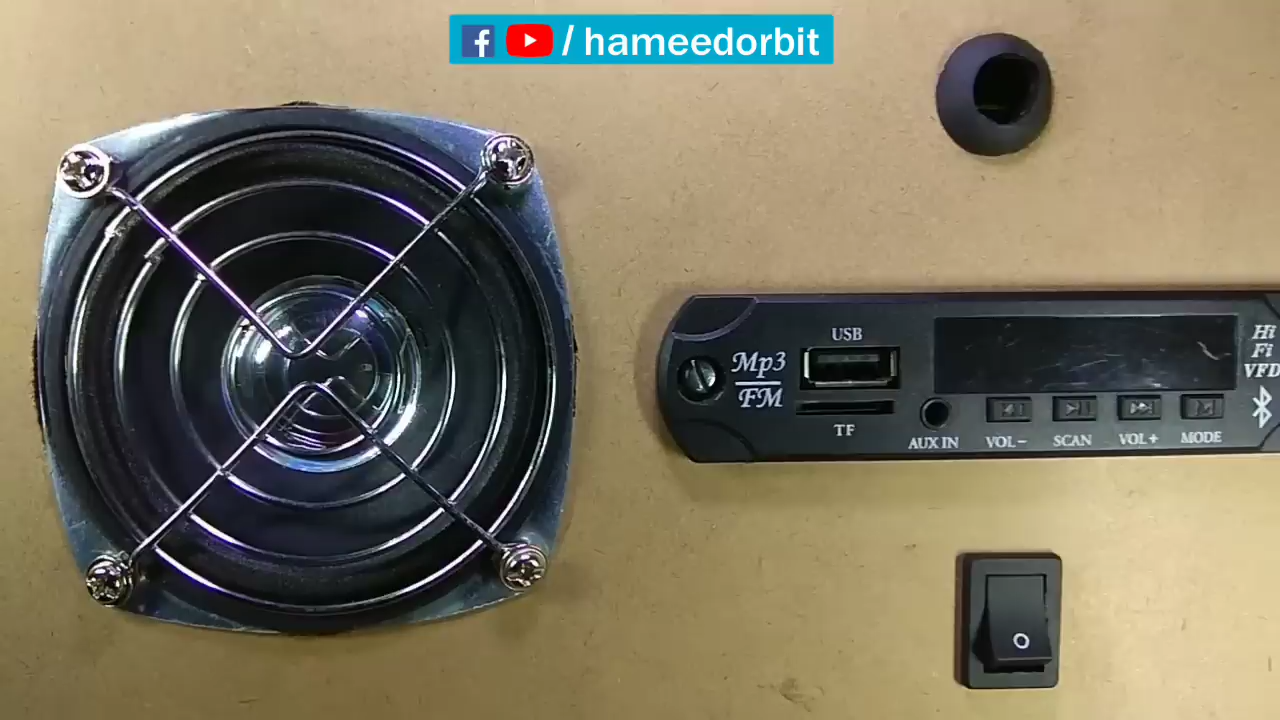 / hameedorbit
USB
Mp3
FM
TF
AUX IN
VOL-
SCAN
VOL+
MODE
Hi
Fi
VFD
O